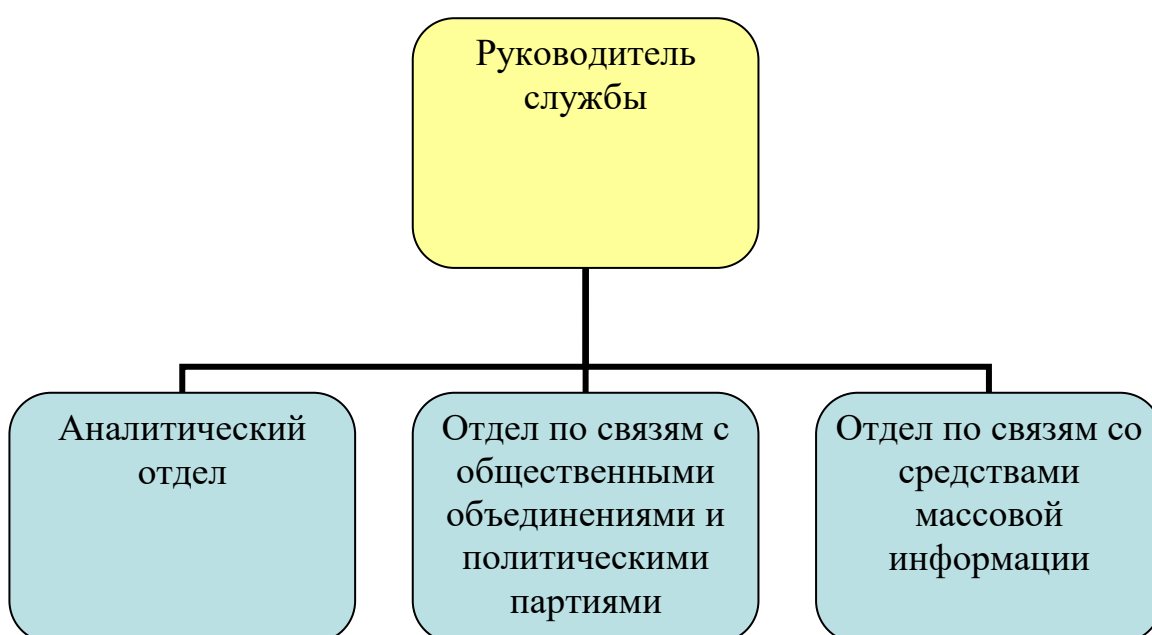 Руководитель
службы
Аналитический
отдел
Отдел по связям с
общественными
объединениями и
политическими
партиями
Отдел по связям со
средствами
массовой
информации